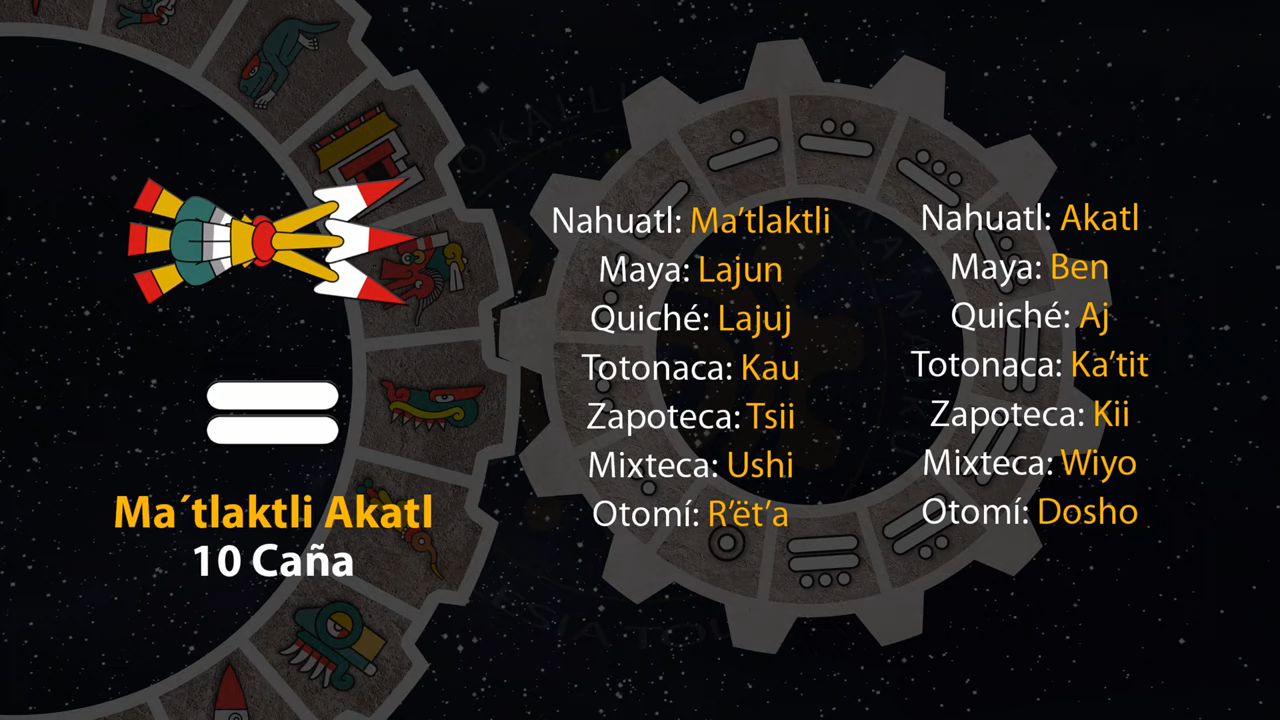 Nahuatl: Ma’tlaktli
Maya: Lajun
Quiché: Lajuj
Totonaca: Kau
Zapoteca: Tsii
Mixteca: Ushi
Otomí: R’ët’a
Nahuatl: Akatl
Maya: Ben
Quiché: Aj
Totonaca: Ka’tit
Zapoteca: Kii
Mixteca: Wiyo
Otomí: Dosho
Ma´tlaktli Akatl
10 Caña